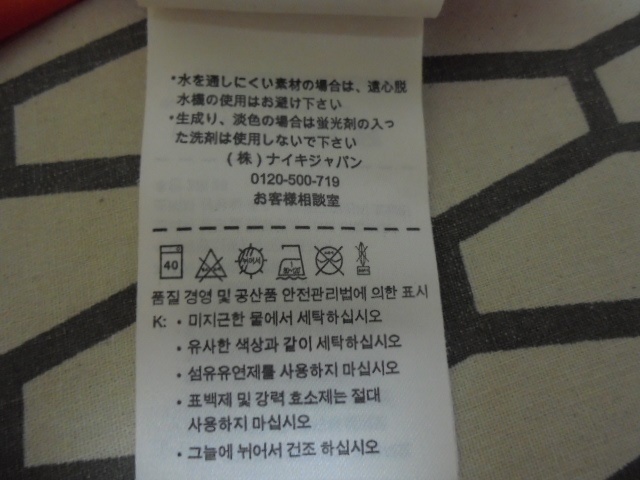 ・水を通しにくい素材の場合は、遠心脱
水機の使用はお避け下さい
・生成り、淡色の場合は蛍光剤の入っ
た洗剤は使用しないで下さい
(株)ナイキジャパン
0120-500-719
お客様相談室
40
품질 경영 및 공산품 안전관리법에 의한 표시
K: • 미지근한 물에서 세탁하십시오
• 유사한 색상과 같이 세탁하십시오
• 섬유유연제를 사용하지 마십시오
• 표백제 및 강력 효소제는 절대
사용하지 마십시오
• 그늘에 뉘어서 건조 하십시오